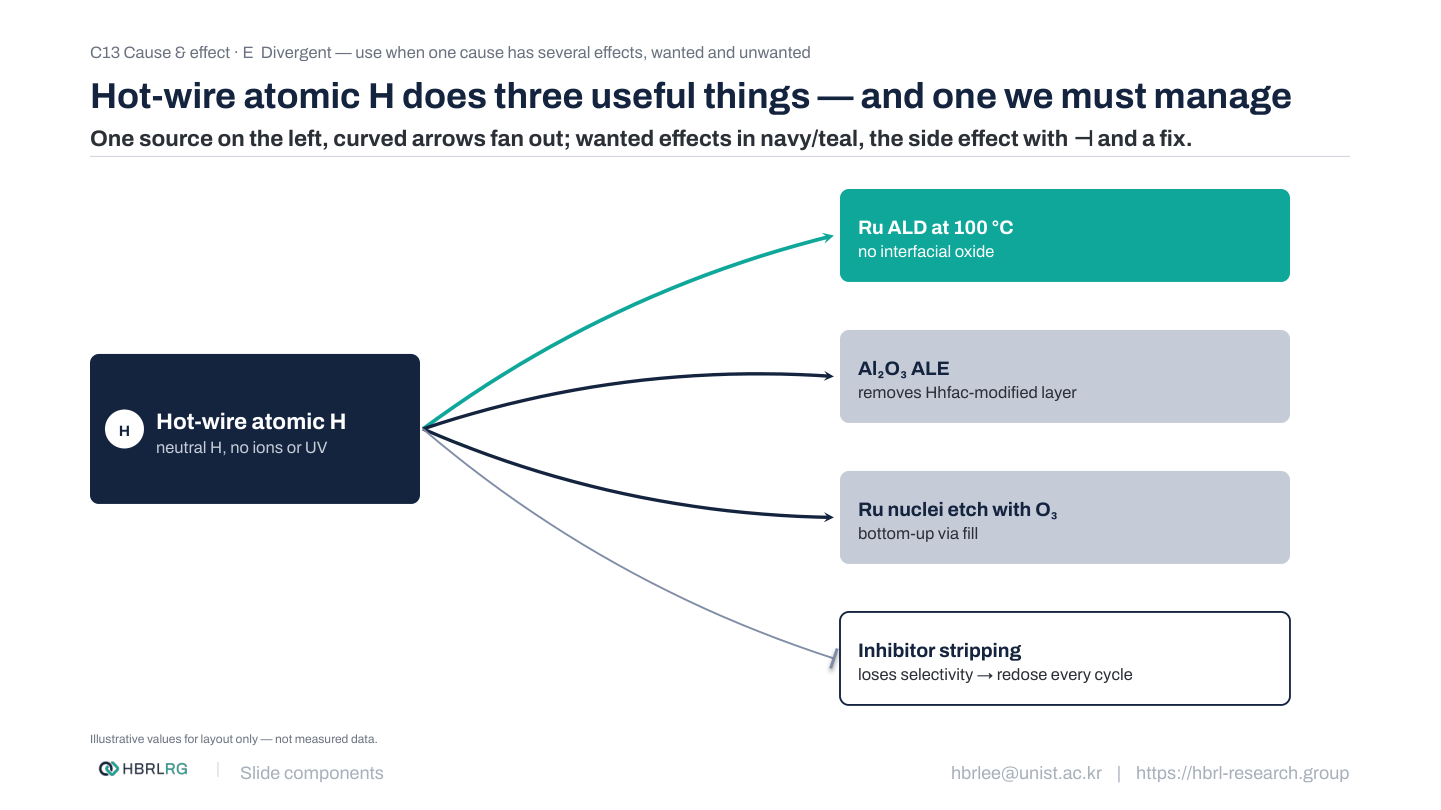 C13 Cause & effect · E  Divergent — use when one cause has several effects, wanted and unwanted
Hot-wire atomic H does three useful things — and one we must manage
One source on the left, curved arrows fan out; wanted effects in navy/teal, the side effect with ⊣ and a fix.
Ru ALD at 100 °C
no interfacial oxide
Al₂O₃ ALE
removes Hhfac-modified layer
H
Hot-wire atomic H
neutral H, no ions or UV
Ru nuclei etch with O₃
bottom-up via fill
Inhibitor stripping
loses selectivity → redose every cycle
Illustrative values for layout only — not measured data.
HBRLRG | Slide components
hbrlee@unist.ac.kr | https://hbrl-research.group